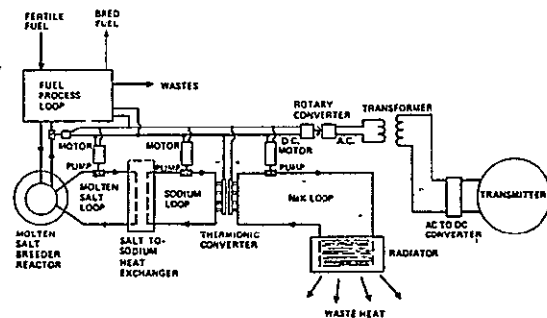 FERTILE
FUEL
BRED
FUEL
FUEL
PROCESS
LOOP
WASTES
ROTARY
CONVERTER
TRANSFORMER
MOTOR
MOTOR
D.C.
MOTOR
A.C.
PUMP
PUMP
PUMP
MOLTEN
SALT
LOOP
SODIUM
LOOP
NaK LOOP
TRANSMITTER
MOLTEN
SALT
BREEDER
REACTOR
SALT TO-
SODIUM
HEAT
EXCHANGER
THERMIONIC
CONVERTER
RADIATOR
AC TO DC
CONVERTER
WASTE HEAT